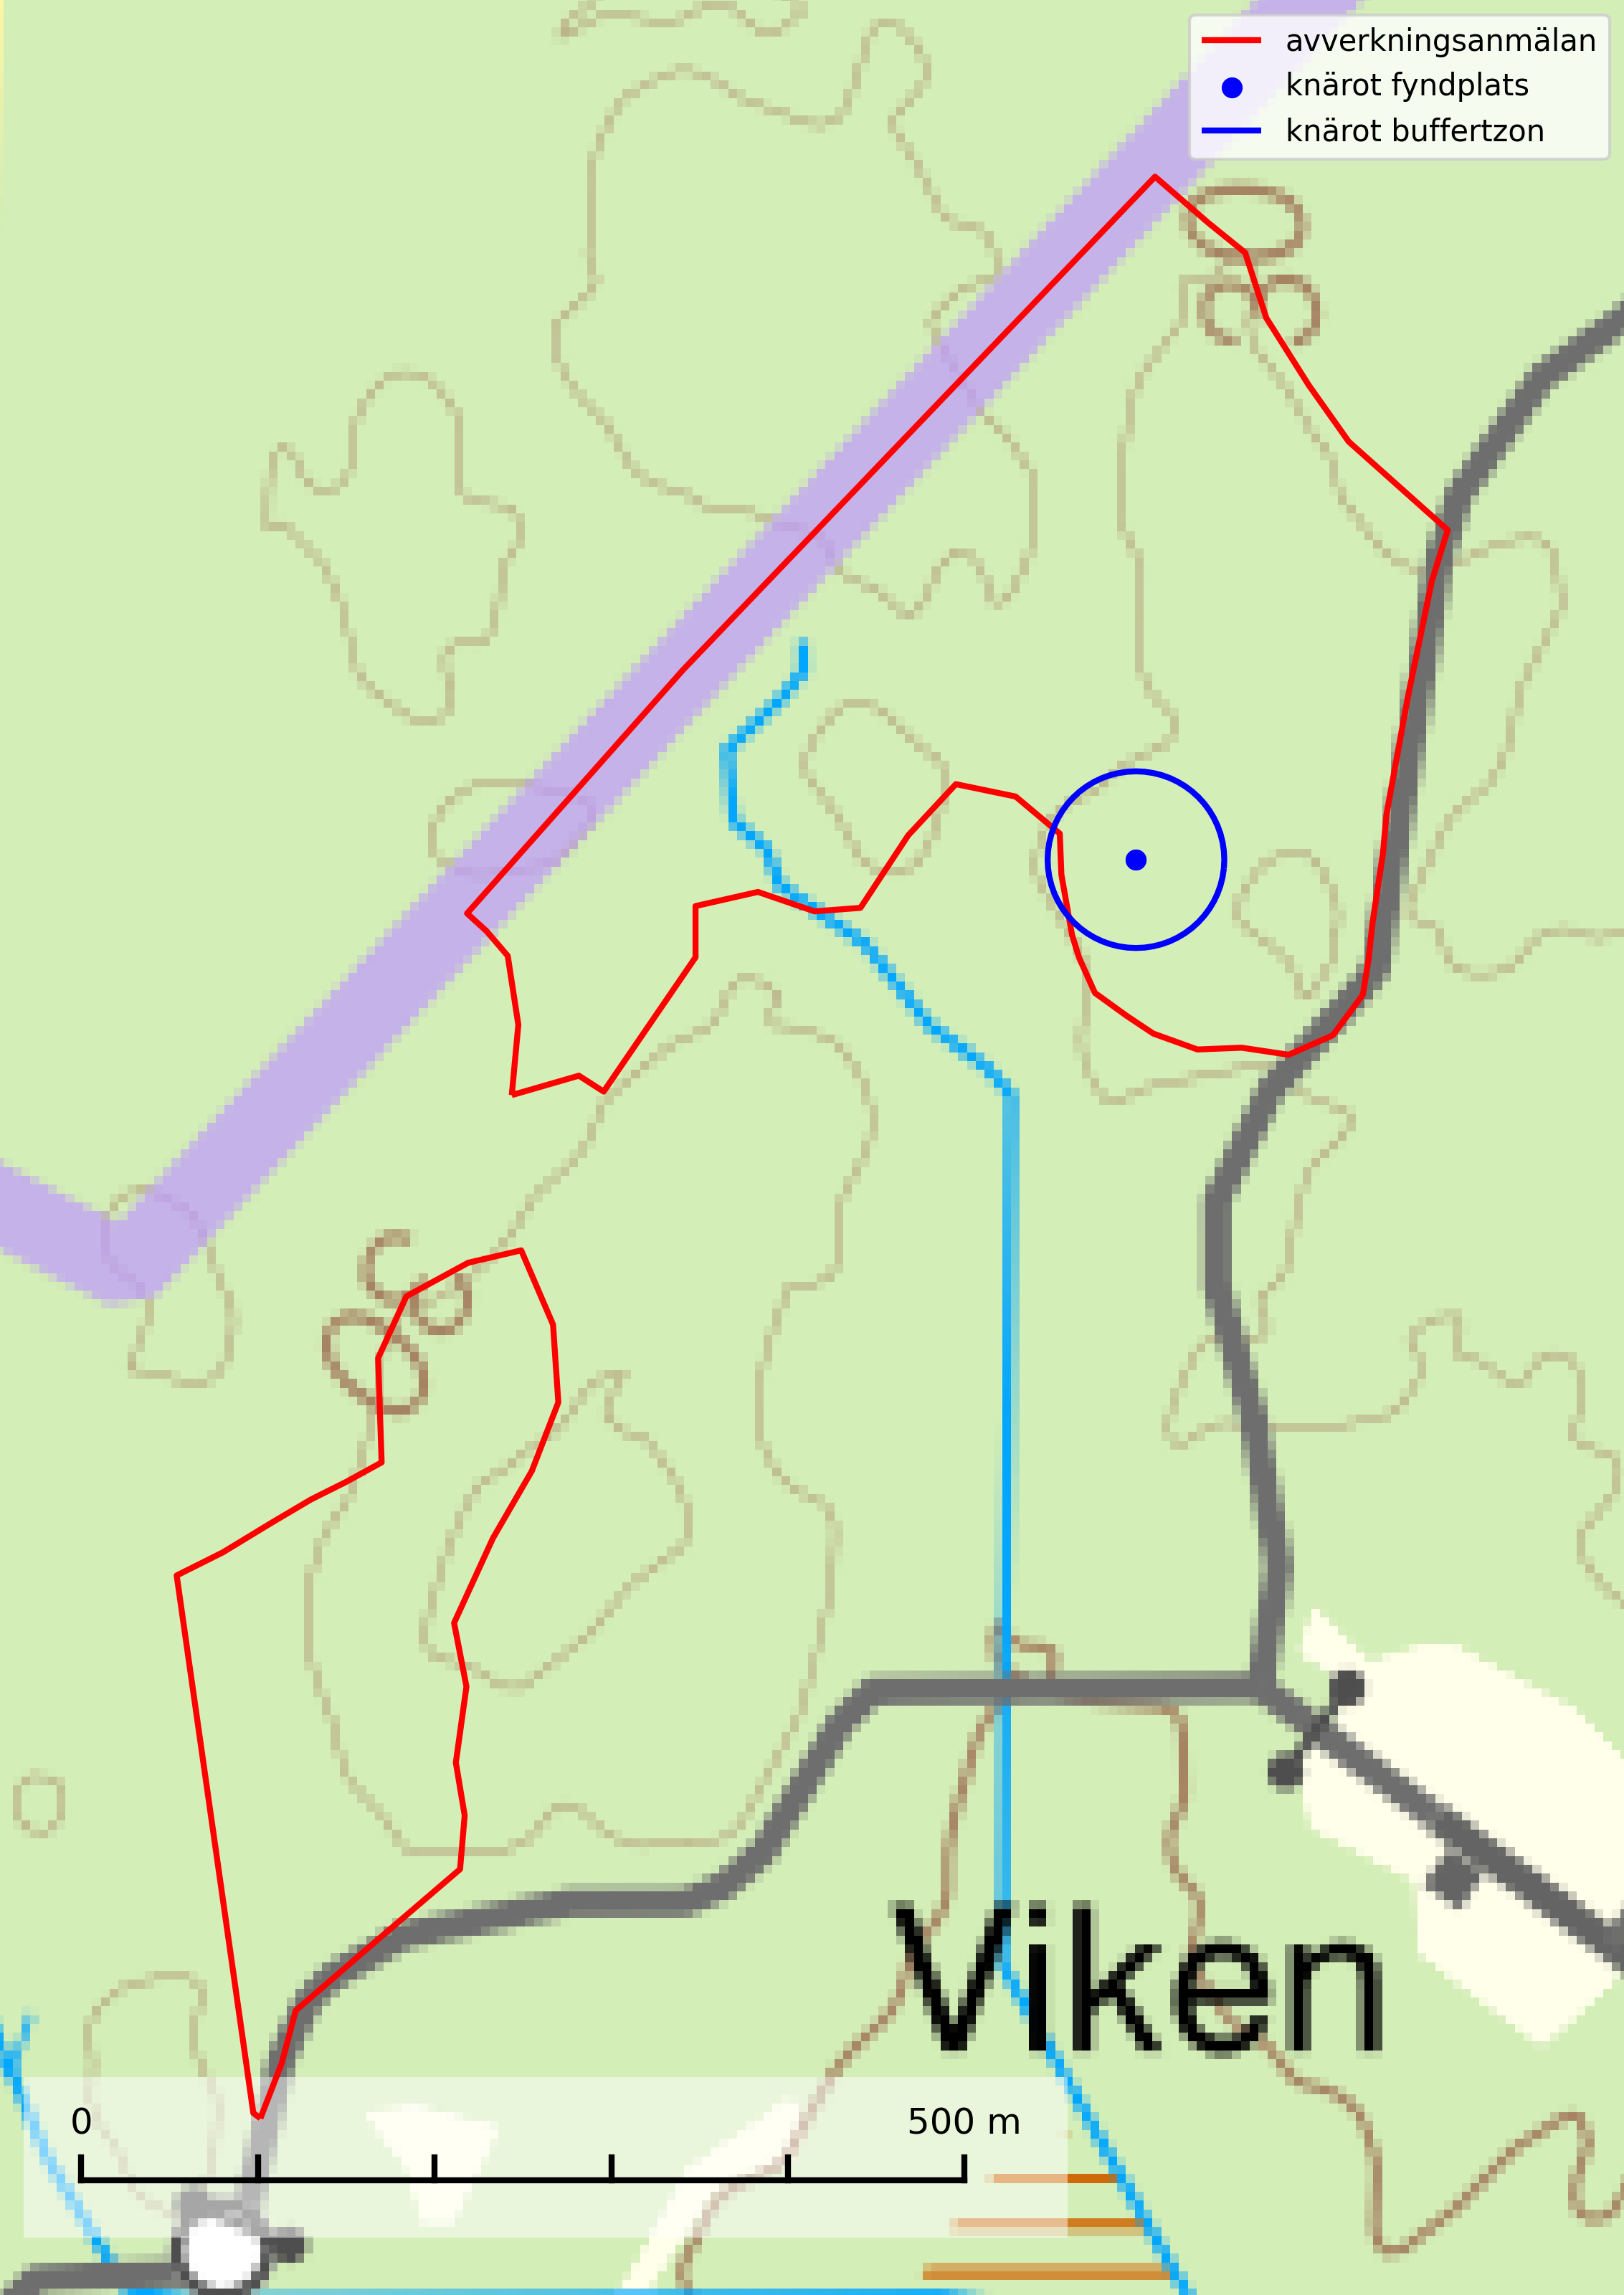 avverkningsanmälan
knärot fyndplats
knärot buffertzon
Viken
0 500 m